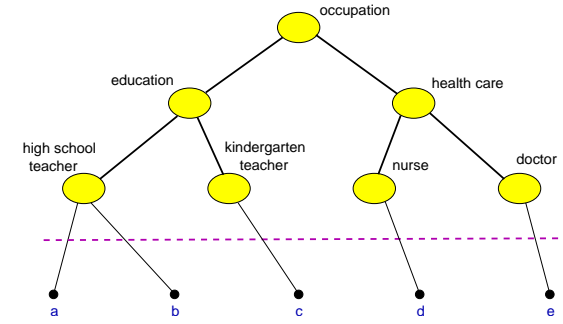 occupation
education
health care
high school
teacher
kindergarten
teacher
nurse
doctor
a
b
c
d
e